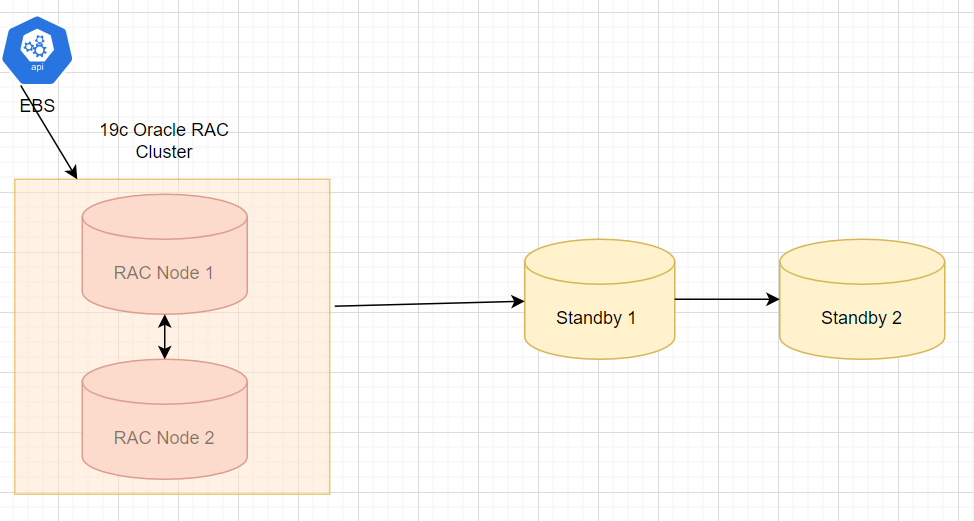 api
EBS
19c Oracle RAC
Cluster
RAC Node 1
RAC Node 2
Standby 1
Standby 2